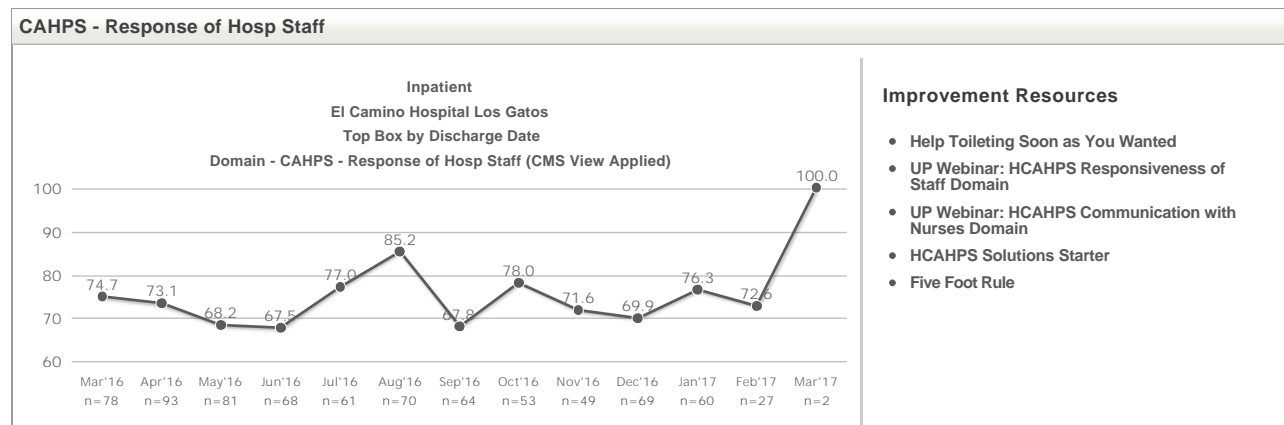 CAHPS - Response of Hosp Staff
Inpatient
El Camino Hospital Los Gatos
Top Box by Discharge Date
Domain - CAHPS - Response of Hosp Staff (CMS View Applied)
100
90
80
70
60
74.7
73.1
68.2
67.5
77.0
85.2
67.8
78.0
71.6
69.9
76.3
72.6
100.0
Mar'16 Apr'16 May'16 Jun'16 Jul'16 Aug'16 Sep'16 Oct'16 Nov'16 Dec'16 Jan'17 Feb'17 Mar'17
n=78 n=93 n=81 n=68 n=61 n=70 n=64 n=53 n=49 n=69 n=60 n=27 n=2
Improvement Resources
Help Toileting Soon as You Wanted
UP Webinar: HCAHPS Responsiveness of
Staff Domain
UP Webinar: HCAHPS Communication with
Nurses Domain
HCAHPS Solutions Starter
Five Foot Rule